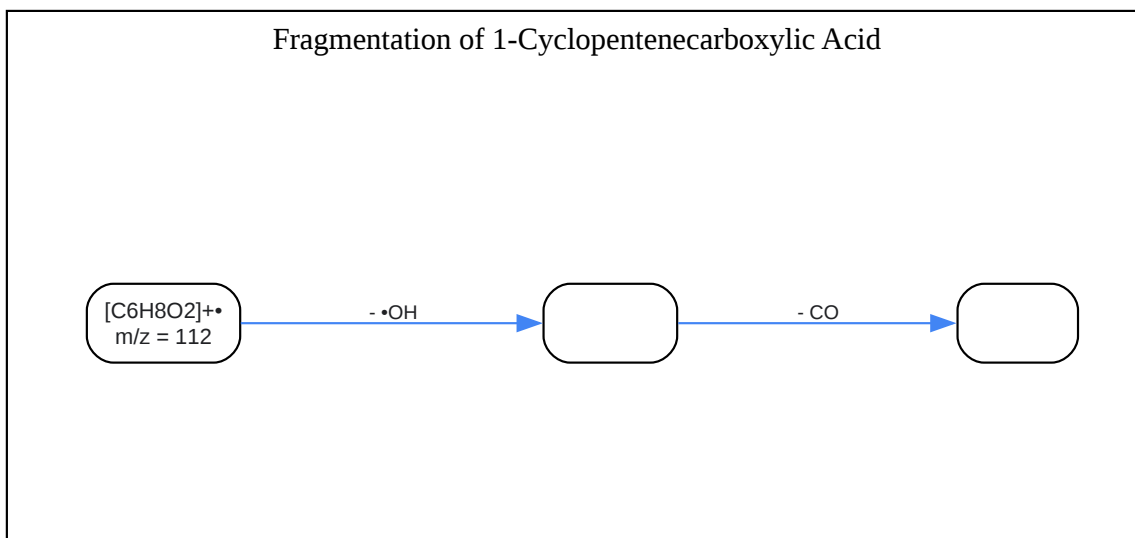 Fragmentation of 1-Cyclopentenecarboxylic Acid
[C6H8O2]+•
m/z = 112
- •OH
- CO